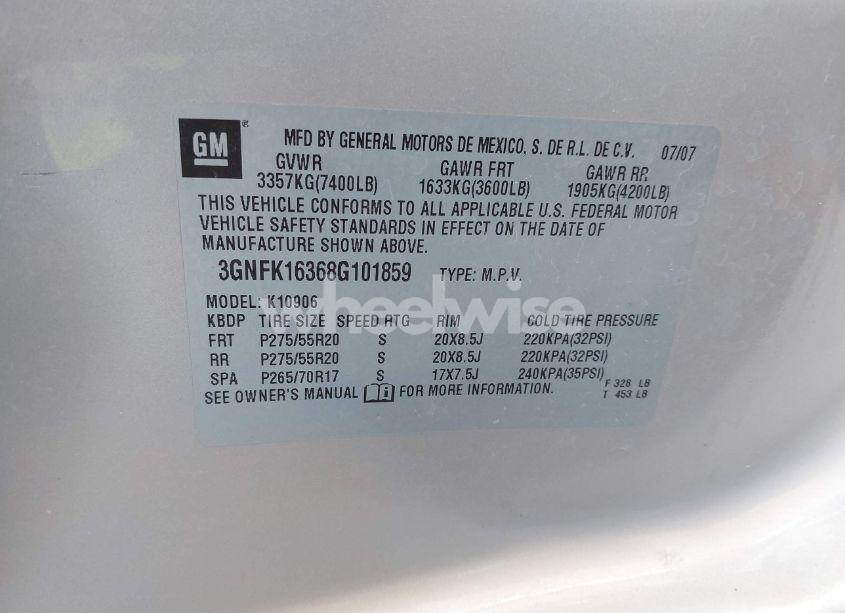 GM ®
MFD BY GENERAL MOTORS DE MEXICO, S. DE R.L. DE C.V. 07/07
GVWR GAWR FRT GAWR RR
3357KG(7400LB) 1633KG(3600LB) 1905KG(4200LB)
THIS VEHICLE CONFORMS TO ALL APPLICABLE U.S. FEDERAL MOTOR
VEHICLE SAFETY STANDARDS IN EFFECT ON THE DATE OF
MANUFACTURE SHOWN ABOVE.
3GNFK16368G101859 TYPE: M.P.V.
MODEL: K10906
wheelwise
KBDP TIRE SIZE SPEED RTG RIM COLD TIRE PRESSURE
FRT P275/55R20 S 20X8.5J 220KPA(32PSI)
RR P275/55R20 S 20X8.5J 220KPA(32PSI)
SPA P265/70R17 S 17X7.5J 240KPA(35PSI)
F 328 LB
SEE OWNER'S MANUAL FOR MORE INFORMATION.
T 453 LB